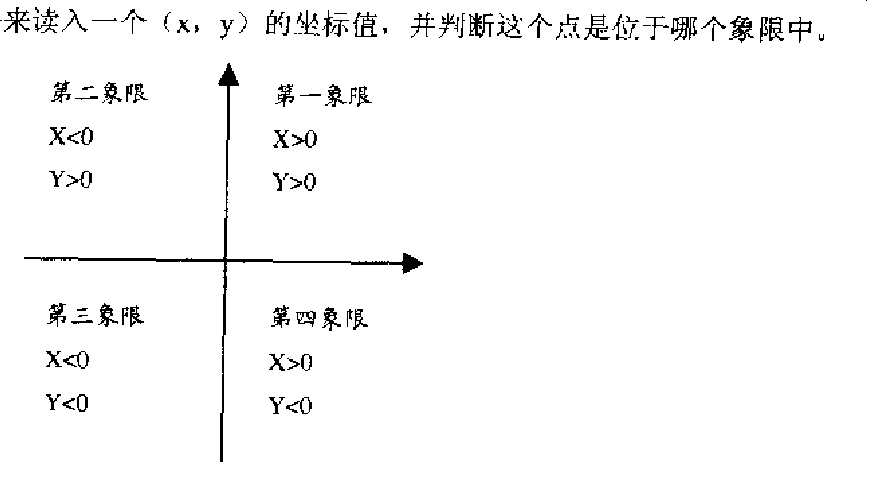 来读入一个（x，y）的坐标值，并判断这个点是位于哪个象限中。
第二象限
X<0
Y>0
第一象限
X>0
Y>0
第三象限
X<0
Y<0
第四象限
X>0
Y<0